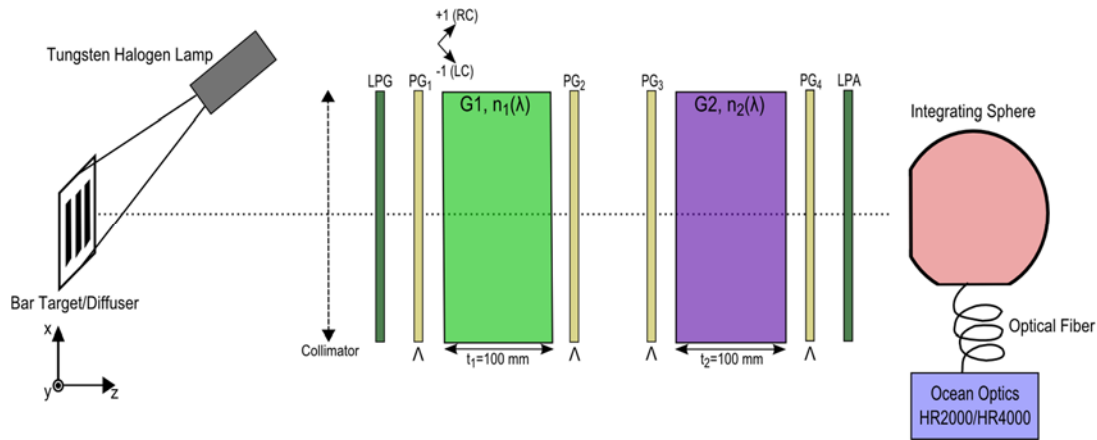 Tungsten Halogen Lamp
+1 (RC)
-1 (LC)
LPG
PG₁
G1, n₁(λ)
PG₂
PG₃
G2, n₂(λ)
PG₄
LPA
Integrating Sphere
Bar Target/Diffuser
x
y
z
Collimator
Λ
t₁=100 mm
Λ
Λ
t₂=100 mm
Λ
Optical Fiber
Ocean Optics
HR2000/HR4000